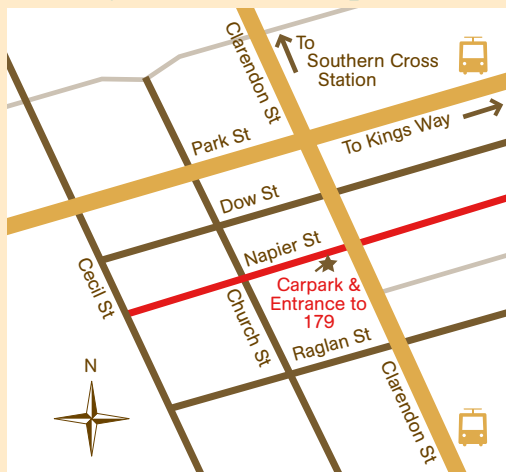 Clarendon St
To
Southern Cross
Station
Park St
To Kings Way
Dow St
Napier St
Cecil St
Church St
Carpark &
Entrance to
179
Raglan St
N
Clarendon St